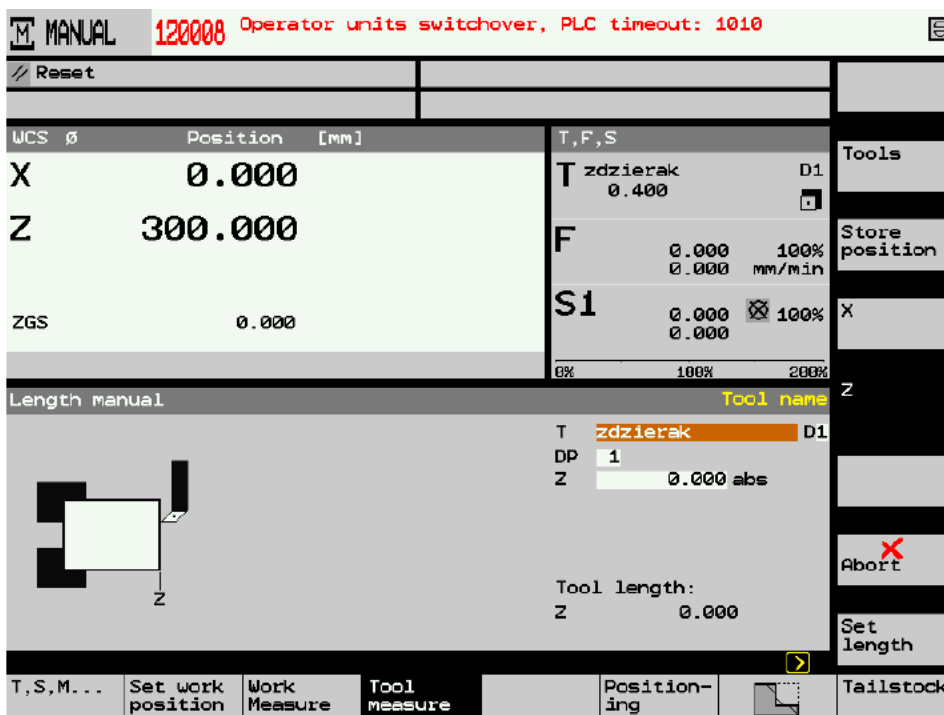 M MANUAL 120008 Operator units switchover, PLC timeout: 1010
// Reset
WCS Ø Position [mm]
T,F,S
X 0.000
Z 300.000
ZGS 0.000
T zdzierak D1
0.400
F 0.000 100%
0.000 mm/min
S1 0.000 100%
0.000
0% 100% 200%
Tools
Store
position
X
Z
Length manual Tool name
T zdzierak D1
DP 1
Z 0.000 abs
Tool length:
Z 0.000
Z
Abort
Set
length
T,S,M...
Set work
position
Work
Measure
Tool
measure
Position-
ing
Tailstock